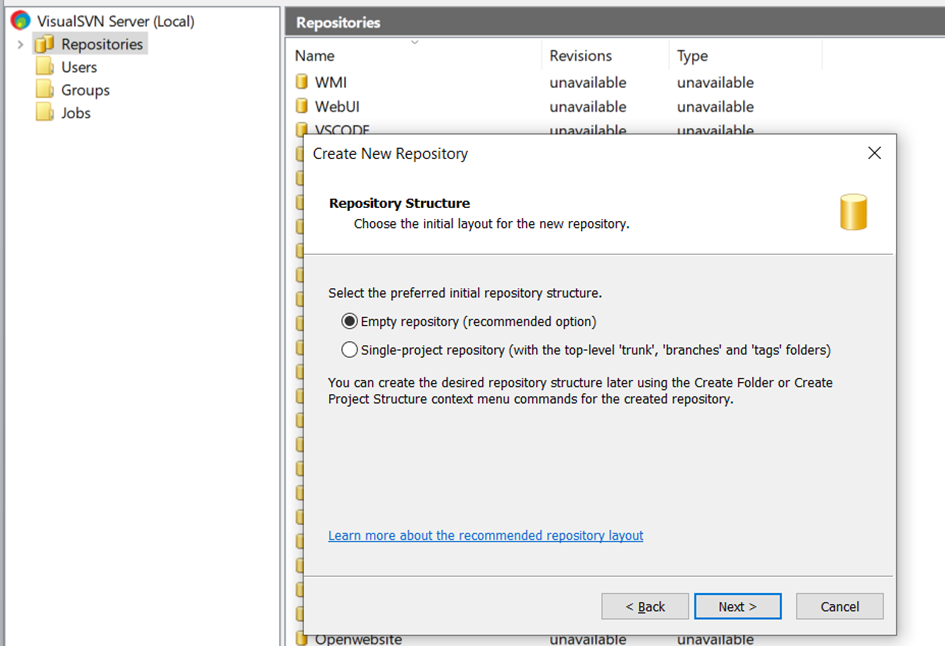 VisualSVN Server (Local)
Repositories
Users
Groups
Jobs
Repositories
Name Revisions Type
WMI unavailable unavailable
WebUI unavailable unavailable
VSCODE unavailable unavailable
Create New Repository
Repository Structure
Choose the initial layout for the new repository.
Select the preferred initial repository structure.
Empty repository (recommended option)
Single-project repository (with the top-level 'trunk', 'branches' and 'tags' folders)
You can create the desired repository structure later using the Create Folder or Create
Project Structure context menu commands for the created repository.
Learn more about the recommended repository layout
< Back Next > Cancel
Openwebsite unavailable unavailable